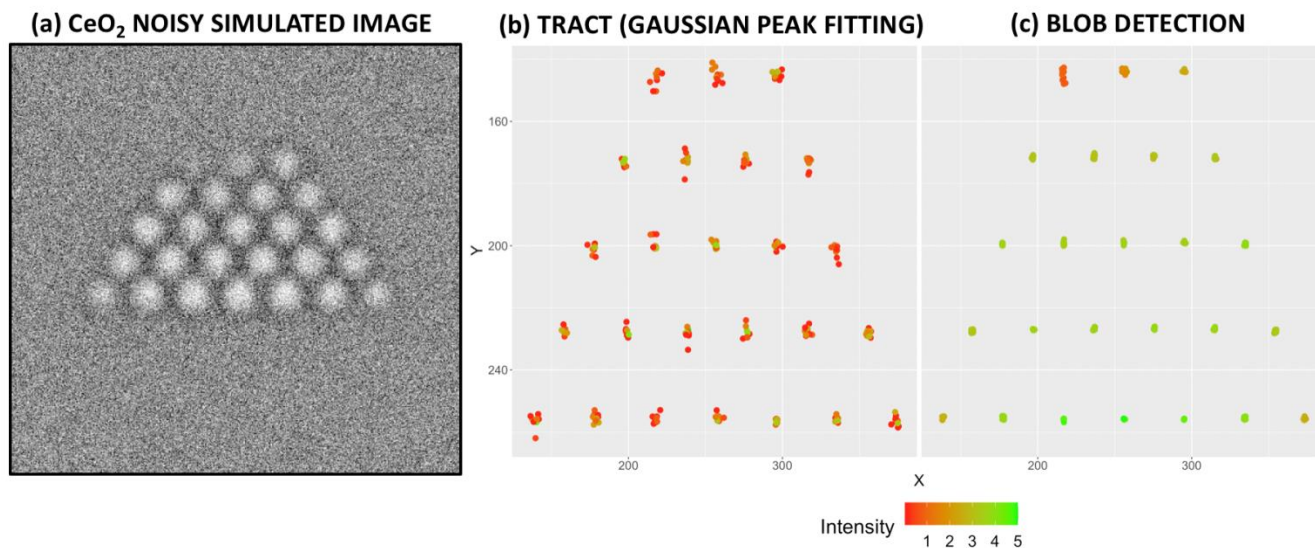 (a) CeO₂ NOISY SIMULATED IMAGE
(b) TRACT (GAUSSIAN PEAK FITTING)
(c) BLOB DETECTION
160
200
240
Y
200
300
200
300
X
Intensity
1 2 3 4 5